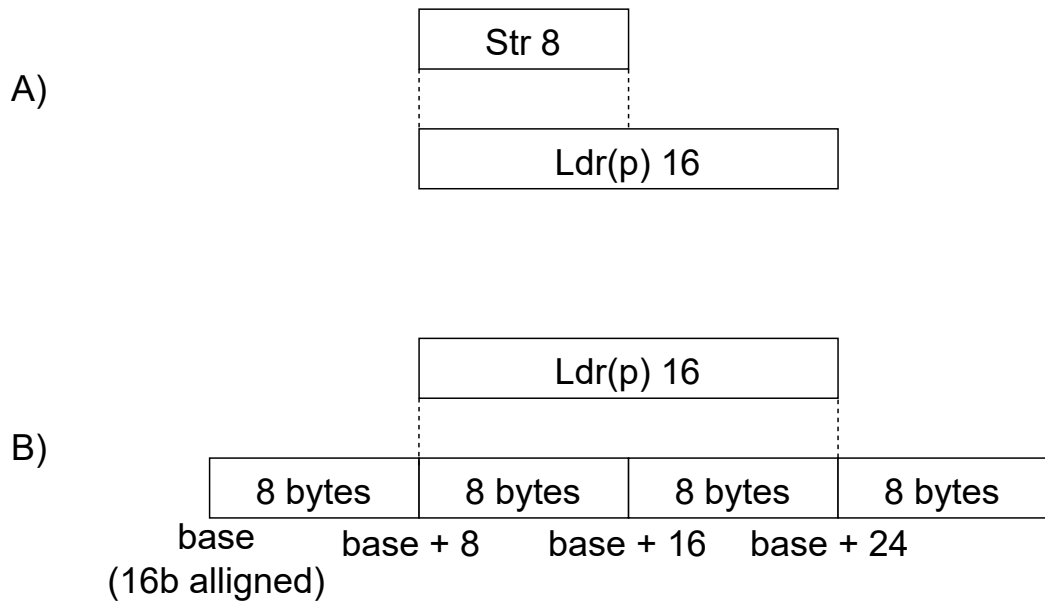 Str 8
A)
Ldr(p) 16
Ldr(p) 16
B)
8 bytes 8 bytes 8 bytes 8 bytes
base base + 8 base + 16 base + 24
(16b alligned)